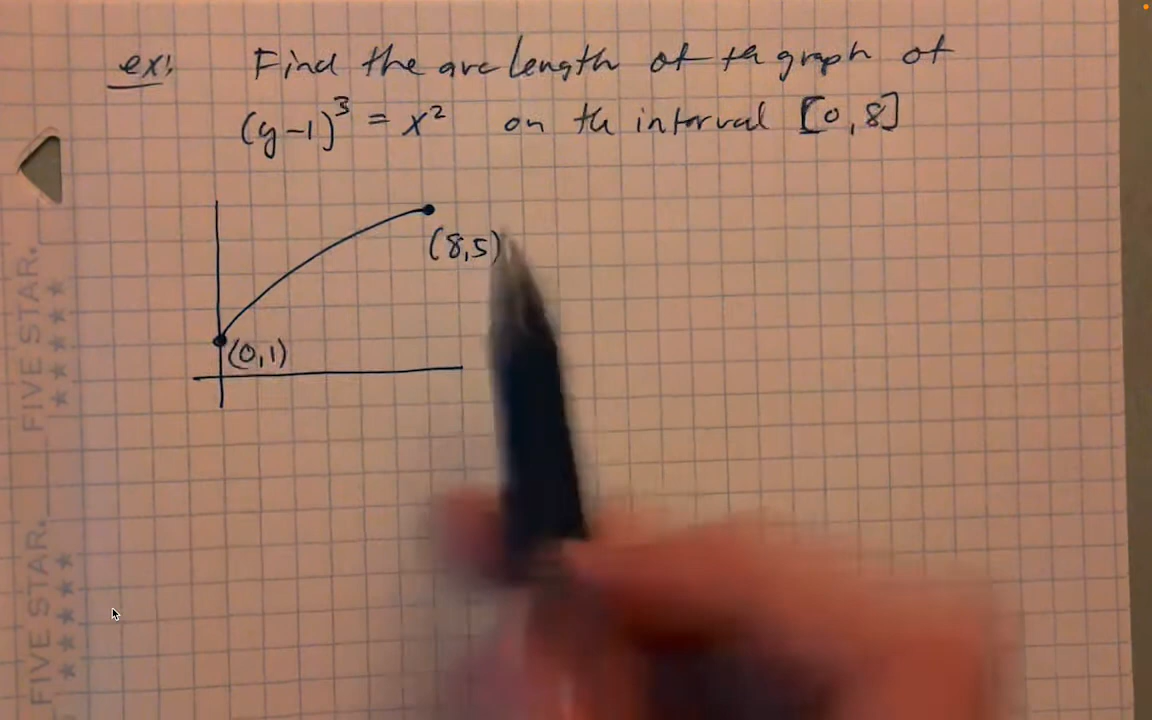 ex:
Find the arc length of the graph of
(y-1)³ = x² on the interval [0,8]
(8,5)
(0,1)
FIVE STAR.
FIVE STAR.